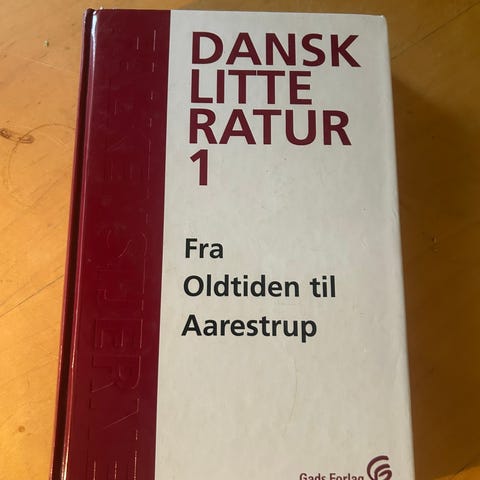 DANSK
LITTE
RATUR
1
Fra
Oldtiden til
Aarestrup
Gads Forlag